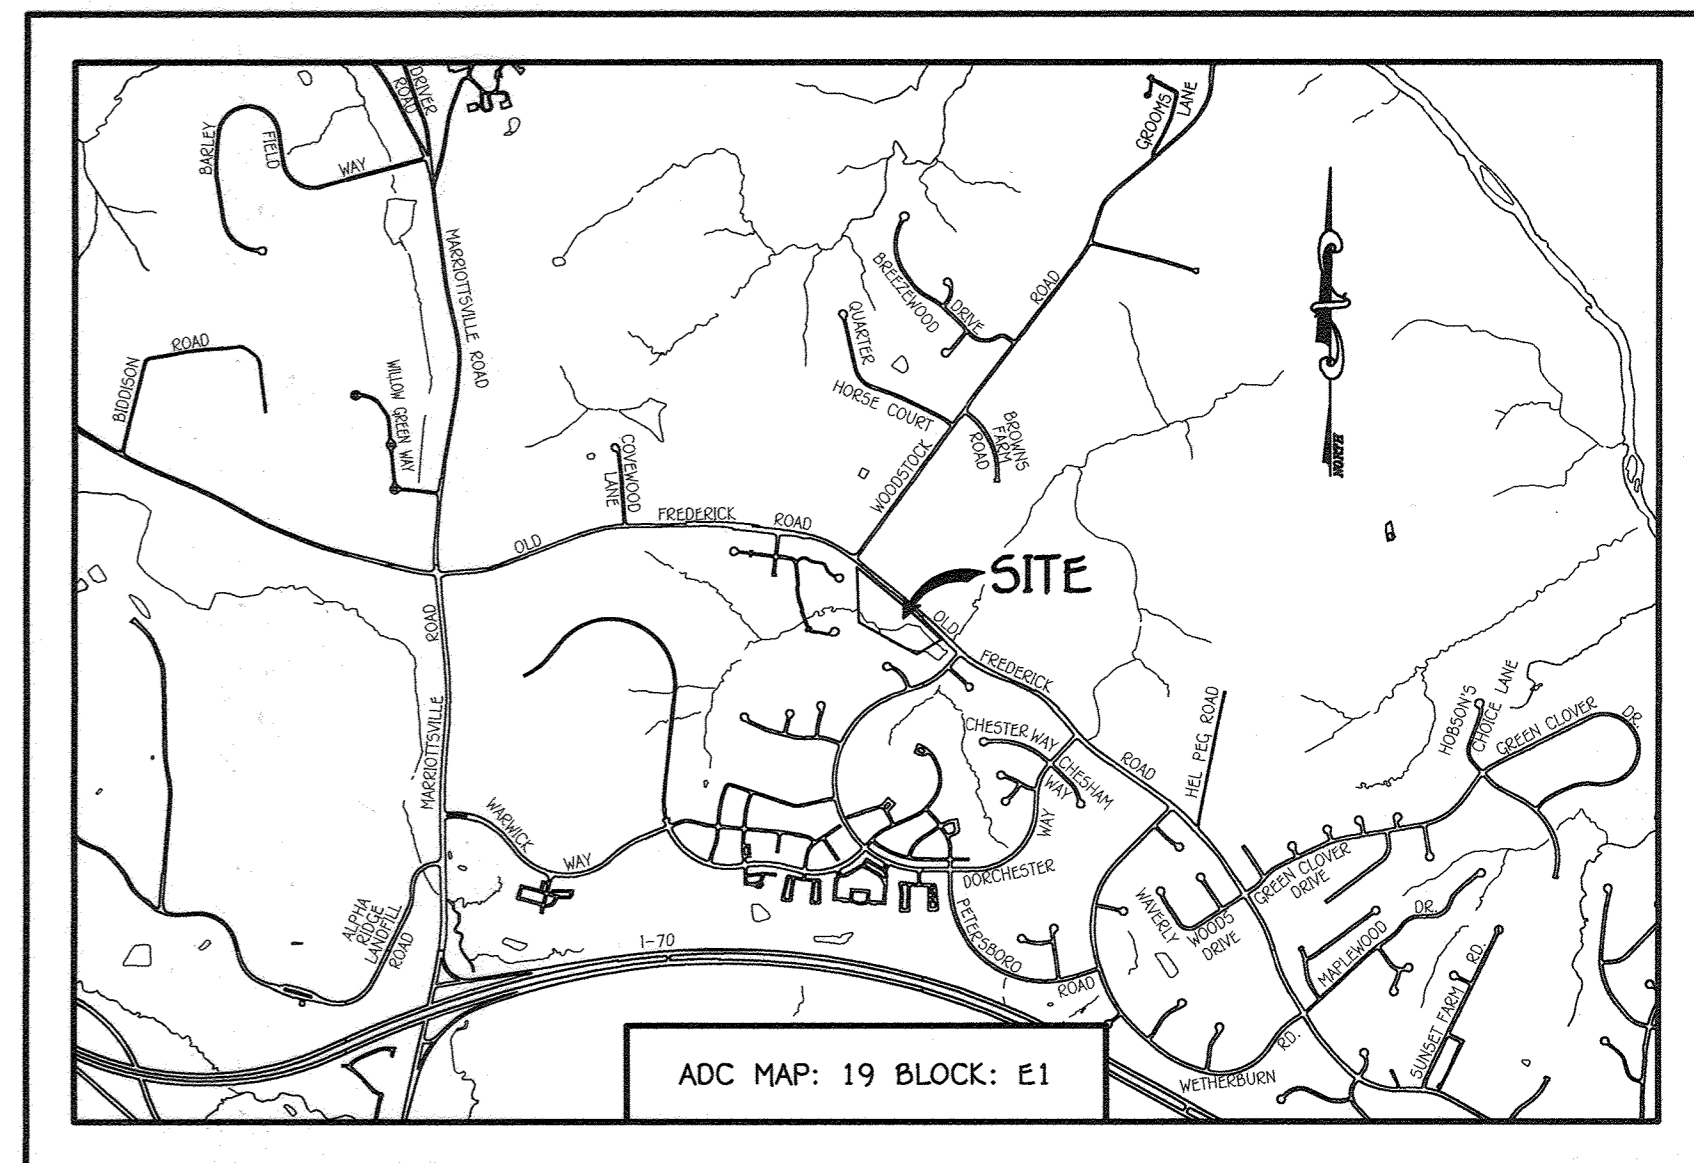 DRIVER
ROAD
GROOMS
LANE
BARLEY
FIELD
WAY
MARRIOTTSVILLE ROAD
BREEZEWOOD
DRIVE
ROAD
QUARTER
HORSE COURT
BIDDISON
ROAD
WILLOW GREEN WAY
BROWNS
FARM
ROAD
NORTH
COVEWOOD
LANE
WOODSTOCK
OLD
FREDERICK
ROAD
SITE
OLD
FREDERICK
ROAD
MARRIOTTSVILLE
ROAD
CHESTER WAY
CHESHAM
WAY
WAY
HEL PEG ROAD
HOBSON'S
CHOICE LANE
GREEN CLOVER
DR.
WARWICK
WAY
DORCHESTER
GREEN CLOVER
DRIVE
PETERSBORO
ROAD
WAVERLY
WOODS
DRIVE
MAPLEWOOD
DR.
ALPHA
RIDGE
LANDFILL
ROAD
I-70
SUNSET FARM
RD.
WETHERBURN
RD.
ADC MAP: 19 BLOCK: E1